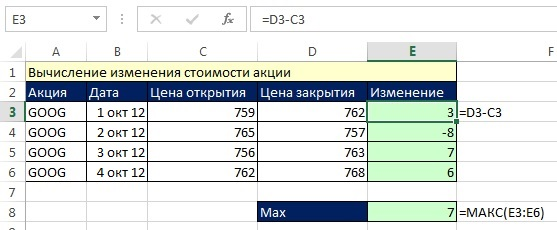 E3 fx =D3-C3
A B C D E F
1 Вычисление изменения стоимости акции
2 Акция Дата Цена открытия Цена закрытия Изменение
3 GOOG 1 окт 12 759 762 3 =D3-C3
4 GOOG 2 окт 12 765 757 -8
5 GOOG 3 окт 12 756 763 7
6 GOOG 4 окт 12 762 768 6
7
8 Max 7 =МАКС(E3:E6)
9